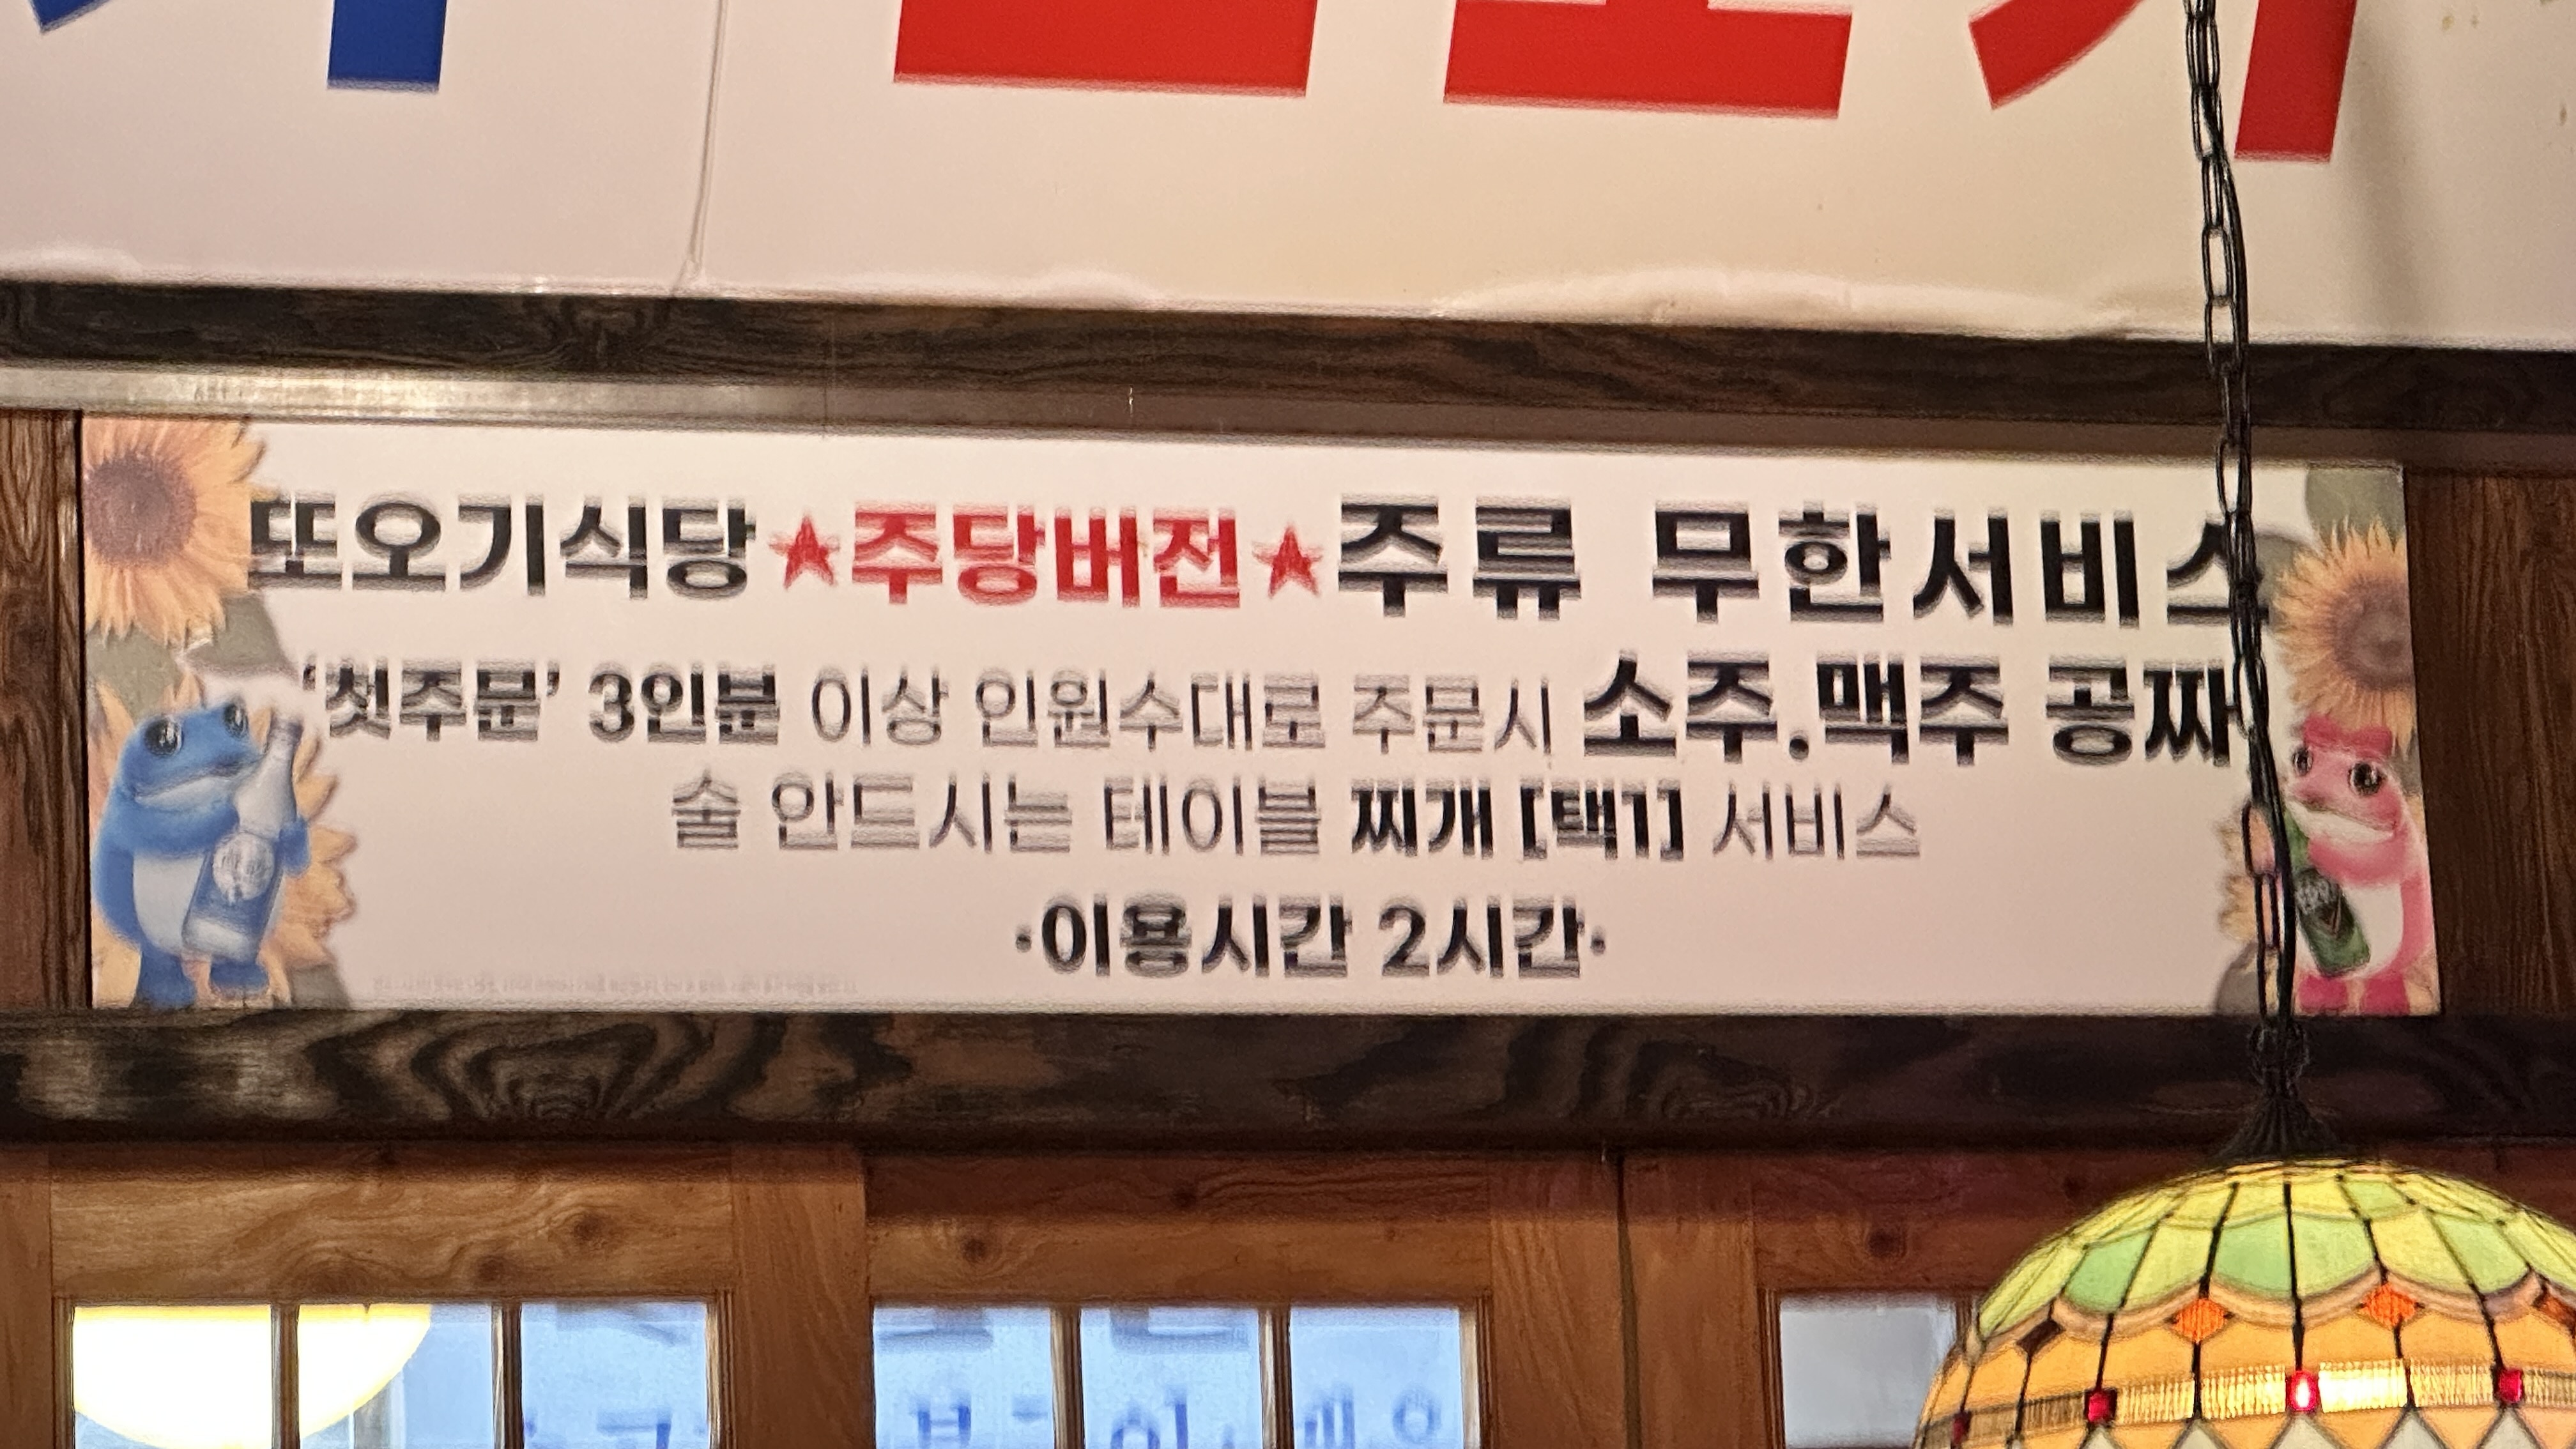 또오기식당★주당버전★주류 무한서비스
'첫주문' 3인분 이상 인원수대로 주문시 소주.맥주 공짜
술 안드시는 테이블 찌개 [택1] 서비스
·이용시간 2시간·